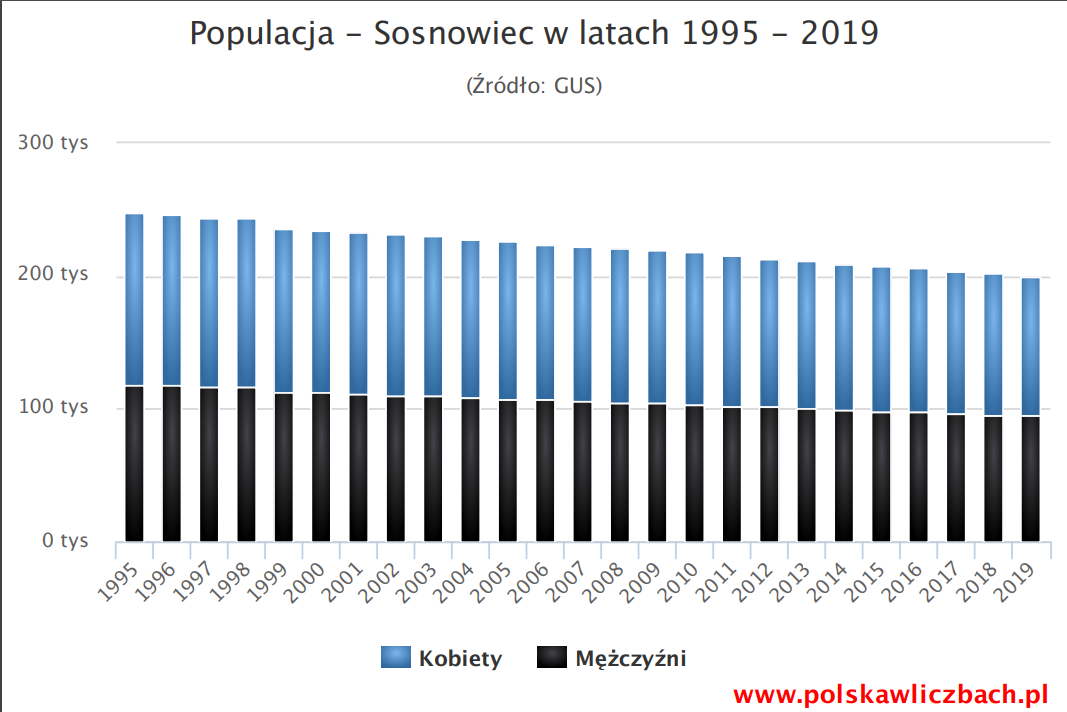 Populacja – Sosnowiec w latach 1995 – 2019
(Źródło: GUS)
300 tys
200 tys
100 tys
0 tys
1995 1996 1997 1998 1999 2000 2001 2002 2003 2004 2005 2006 2007 2008 2009 2010 2011 2012 2013 2014 2015 2016 2017 2018 2019
Kobiety Mężczyźni
www.polskawliczbach.pl